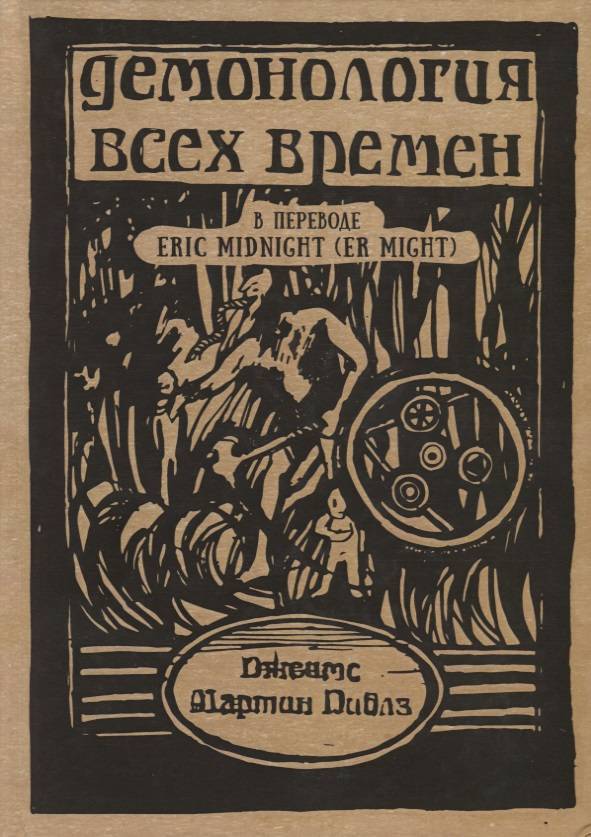 демонология
всех времен
в переводе
Eric Midnight (Er Might)
Джеймс
Мартин Пиблз